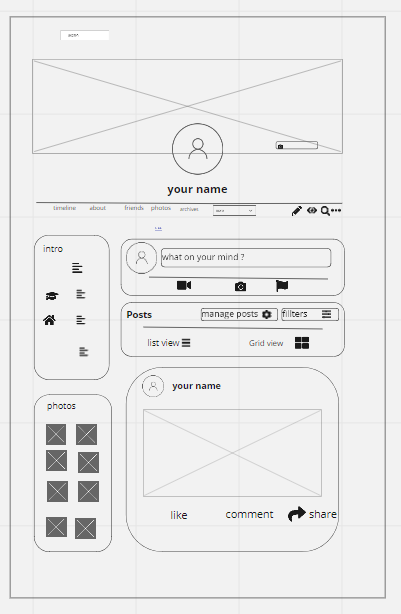 your name
timeline about friends photos archives
intro
what on your mind ?
Posts manage posts fillters
list view Grid view
photos
your name
like comment share